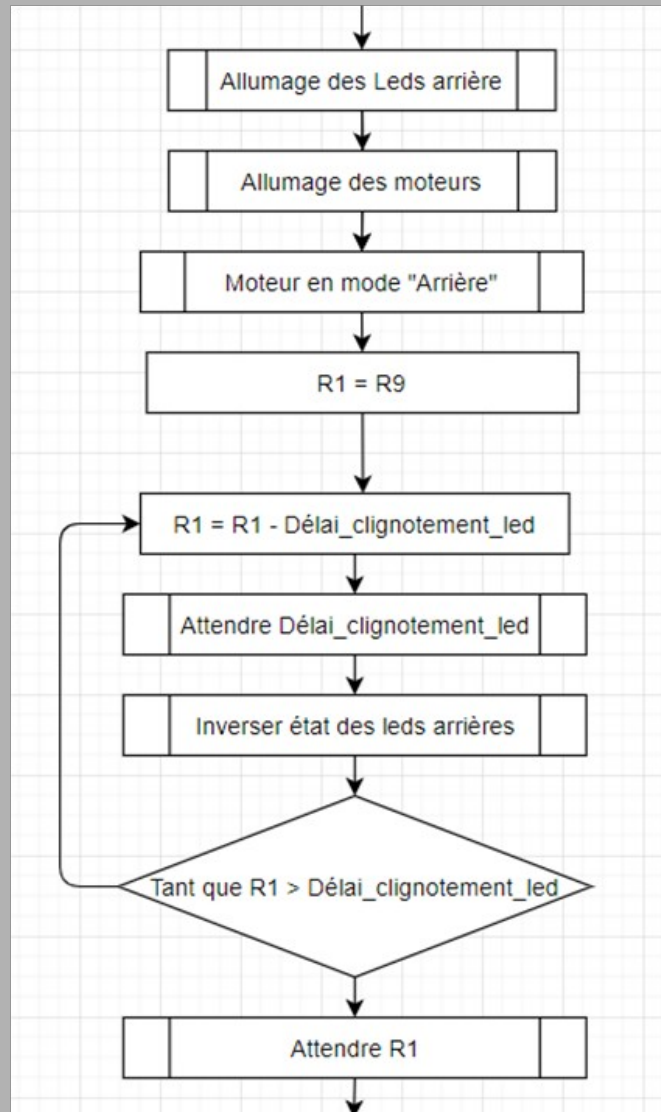 Allumage des Leds arrière
Allumage des moteurs
Moteur en mode "Arrière"
R1 = R9
R1 = R1 - Délai_clignotement_led
Attendre Délai_clignotement_led
Inverser état des leds arrières
Tant que R1 > Délai_clignotement_led
Attendre R1